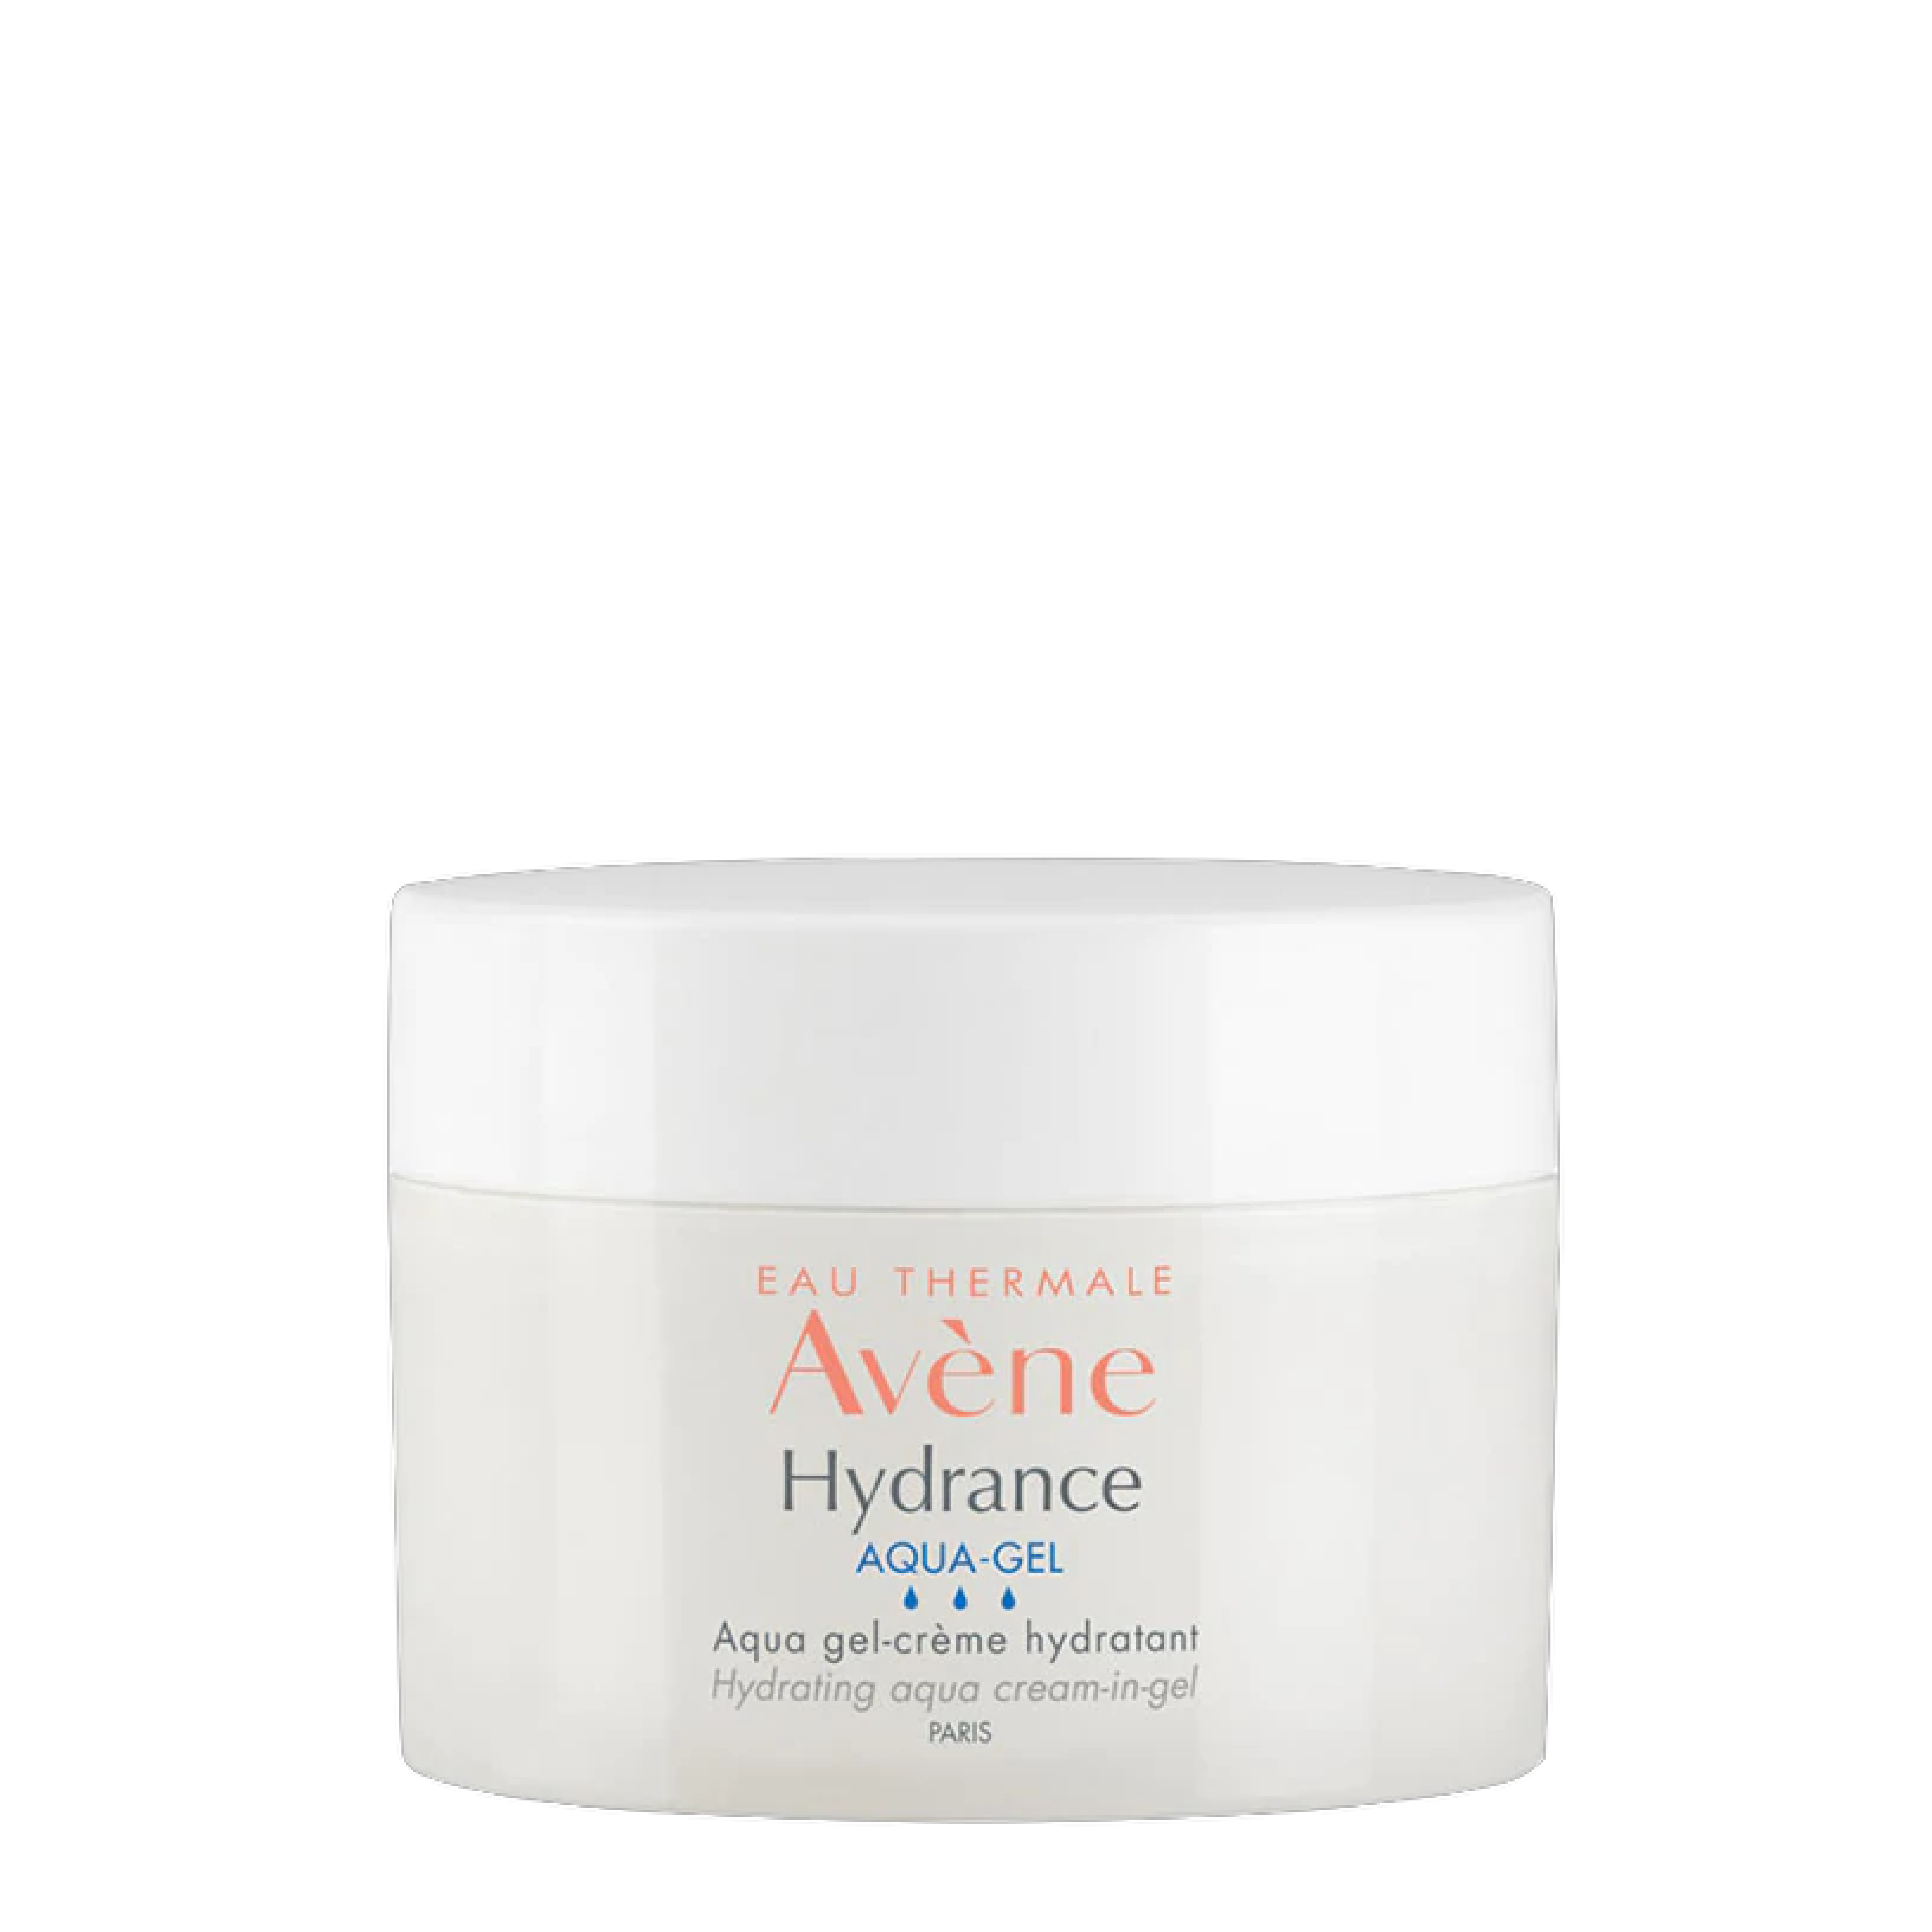 EAU THERMALE
Avène
Hydrance
AQUA-GEL
Aqua gel-crème hydratant
Hydrating aqua cream-in-gel
PARIS